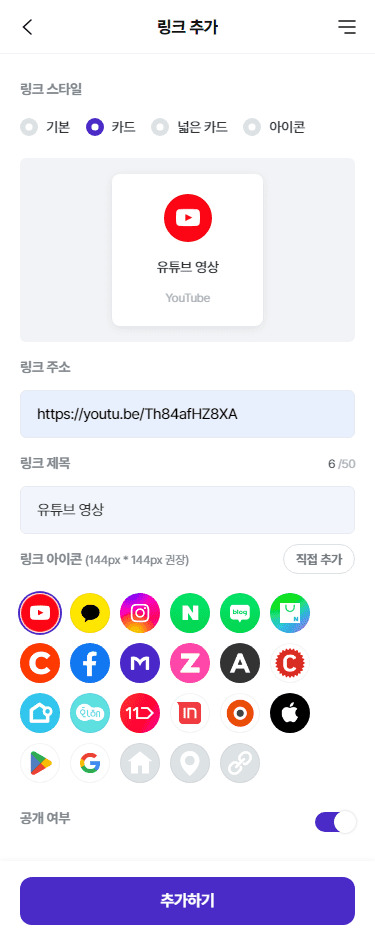 링크 추가
링크 스타일
기본 카드 넓은 카드 아이콘
유튜브 영상
YouTube
링크 주소
https://youtu.be/Th84afHZ8XA
링크 제목 6 /50
유튜브 영상
링크 아이콘 (144px * 144px 권장) 직접 추가
N blog N
C f M Z A C
11 in
G
공개 여부
추가하기